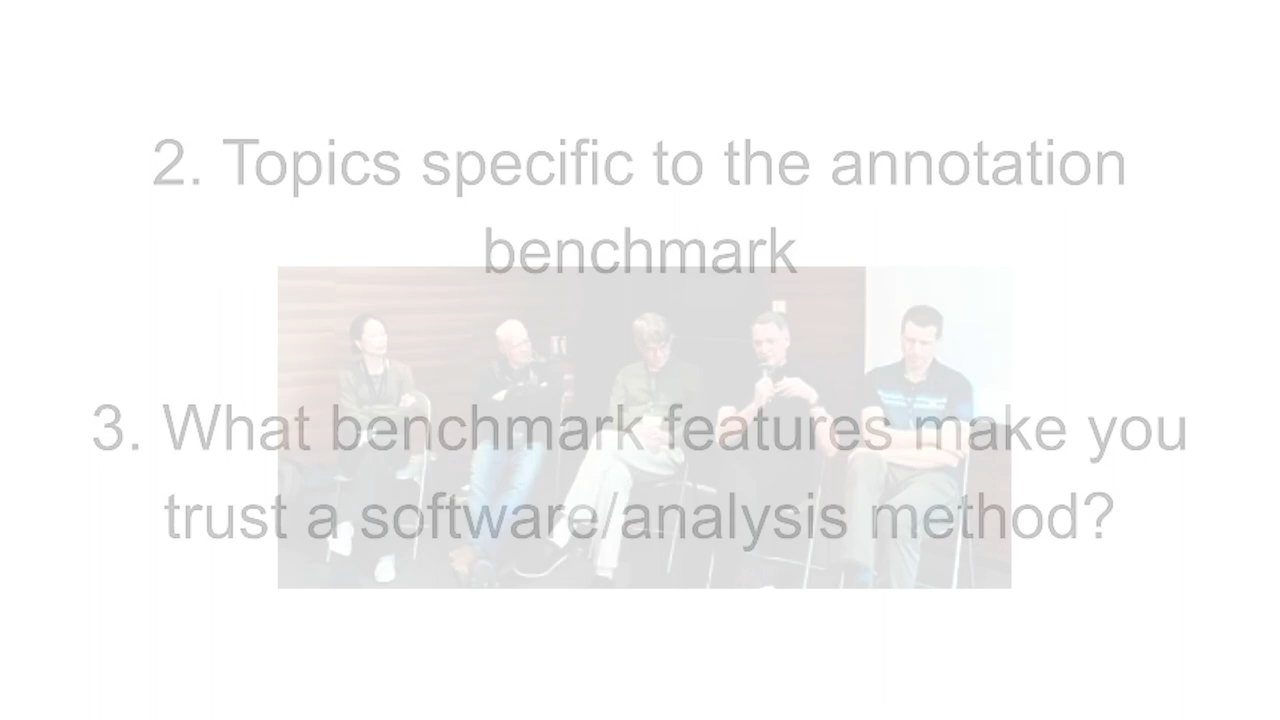 2. Topics specific to the annotation
benchmark
3. What benchmark features make you
trust a software/analysis method?